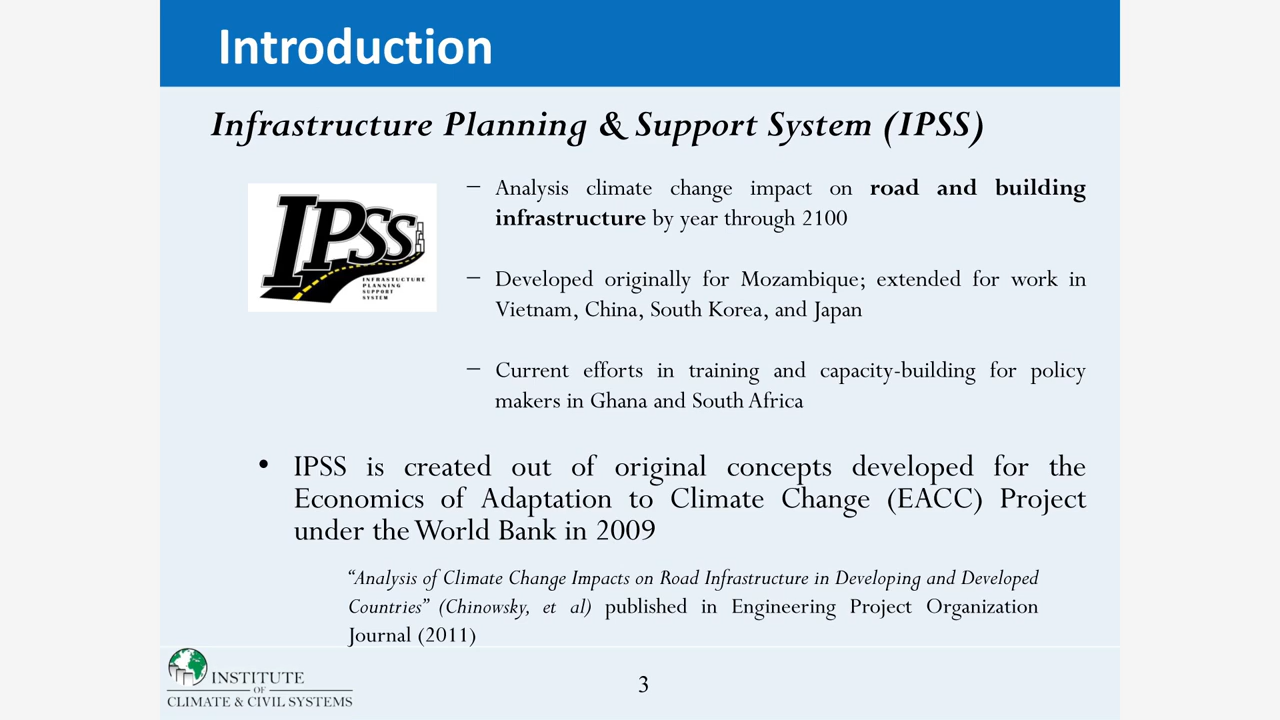 Introduction
Infrastructure Planning & Support System (IPSS)
IPSS
INFRASTUCTURE
PLANNING
SUPPORT
SYSTEM
– Analysis climate change impact on road and building
infrastructure by year through 2100
– Developed originally for Mozambique; extended for work in
Vietnam, China, South Korea, and Japan
– Current efforts in training and capacity-building for policy
makers in Ghana and South Africa
• IPSS is created out of original concepts developed for the
Economics of Adaptation to Climate Change (EACC) Project
under the World Bank in 2009
“Analysis of Climate Change Impacts on Road Infrastructure in Developing and Developed
Countries” (Chinowsky, et al) published in Engineering Project Organization
Journal (2011)
INSTITUTE
OF
CLIMATE & CIVIL SYSTEMS
3